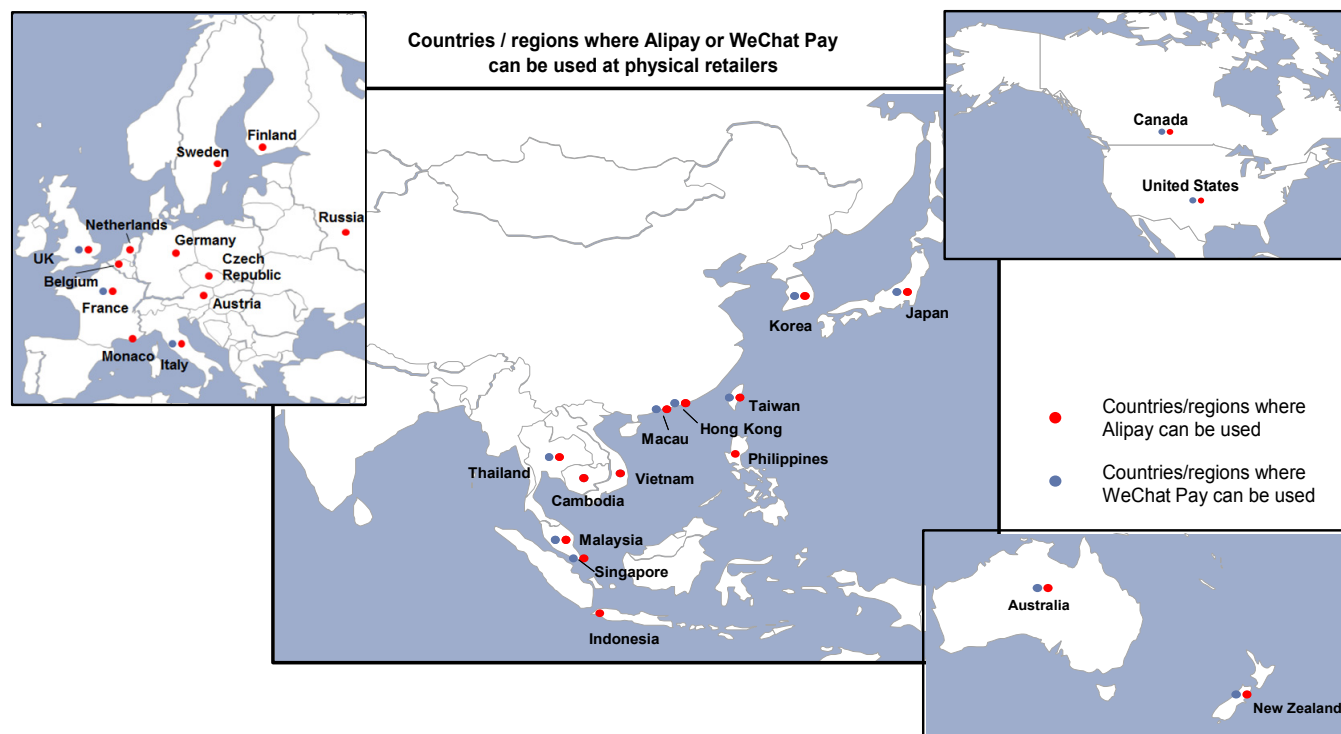 Countries / regions where Alipay or WeChat Pay
can be used at physical retailers
Finland
Sweden
Russia
Netherlands
Germany
UK
Czech
Republic
Belgium
Austria
France
Monaco
Italy
Canada
United States
Korea
Japan
Taiwan
Hong Kong
Macau
Philippines
Thailand
Vietnam
Cambodia
Malaysia
Singapore
Indonesia
Countries/regions where
Alipay can be used
Countries/regions where
WeChat Pay can be used
Australia
New Zealand